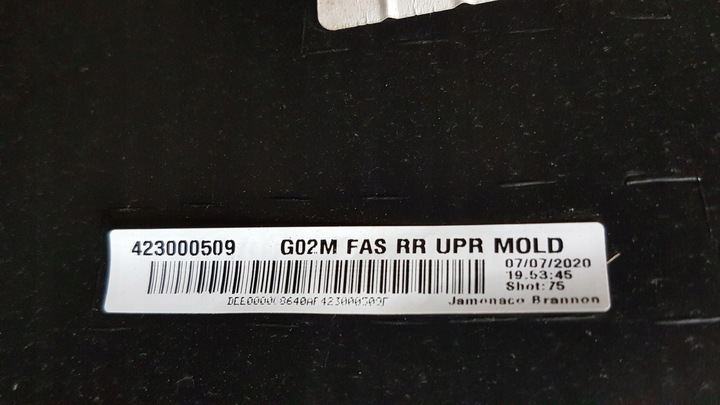 423000509 G02M FAS RR UPR MOLD
07/07/2020
19.53:45
Shot:75
Jamonaco Brannon